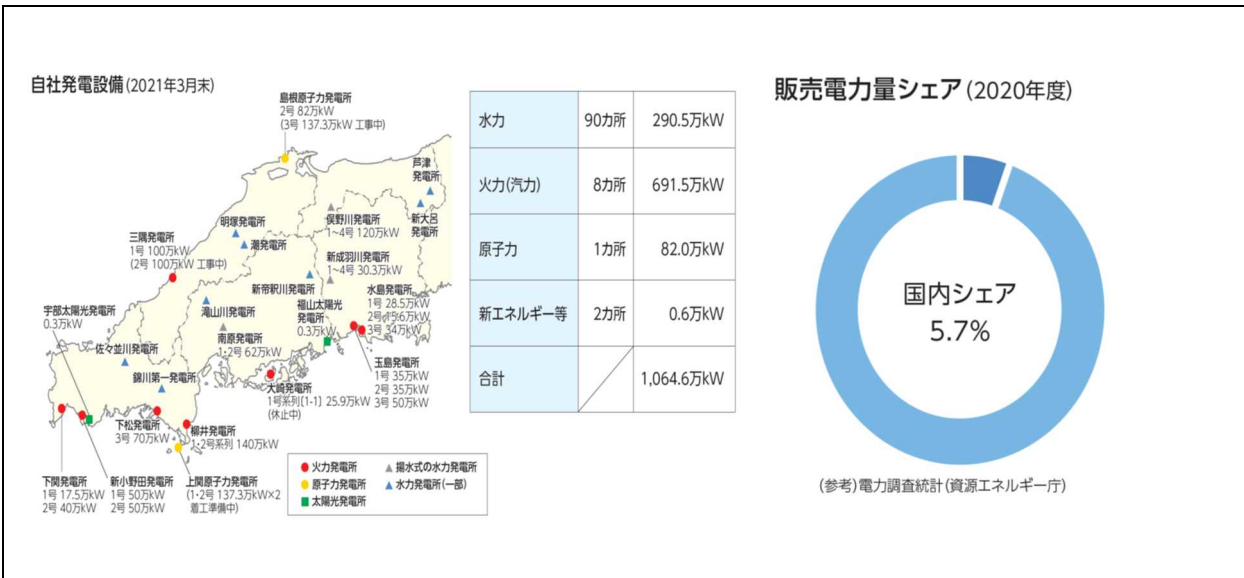 自社発電設備(2021年3月末)
島根原子力発電所
2号 82万kW
(3号 137.3万kW 工事中)
芦津
発電所
俣野川発電所
1~4号 120万kW
新大呂
発電所
明塚発電所
潮発電所
三隅発電所
1号 100万kW
(2号 100万kW 工事中)
新成羽川発電所
1~4号 30.3万kW
新帝釈川発電所
水島発電所
1号 28.5万kW
2号 15.6万kW
3号 34万kW
福山太陽光
発電所
0.3万kW
宇部太陽光発電所
0.3万kW
滝山川発電所
南原発電所
1・2号 62万kW
佐々並川発電所
錦川第一発電所
玉島発電所
1号 35万kW
2号 35万kW
3号 50万kW
大崎発電所
1号系列[1-1] 25.9万kW
(休止中)
下松発電所
3号 70万kW
柳井発電所
1・2号系列 140万kW
下関発電所
1号 17.5万kW
2号 40万kW
新小野田発電所
1号 50万kW
2号 50万kW
上関原子力発電所
(1・2号 137.3万kW×2
着工準備中)
火力発電所
原子力発電所
太陽光発電所
揚水式の水力発電所
水力発電所(一部)
水力 90カ所 290.5万kW
火力(汽力) 8カ所 691.5万kW
原子力 1カ所 82.0万kW
新エネルギー等 2カ所 0.6万kW
合計 1,064.6万kW
販売電力量シェア(2020年度)
国内シェア
5.7%
(参考)電力調査統計(資源エネルギー庁)